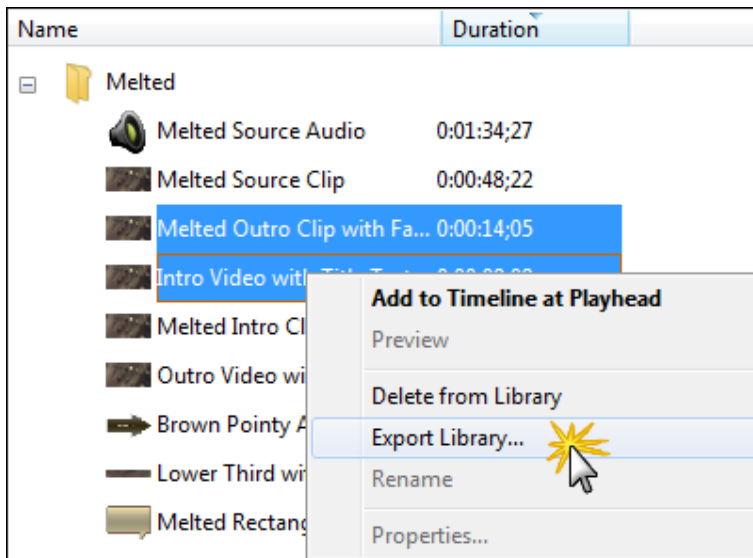 Name Duration
Melted
Melted Source Audio 0:01:34;27
Melted Source Clip 0:00:48;22
Melted Outro Clip with Fa... 0:00:14;05
Intro Video with Title Text
Add to Timeline at Playhead
Melted Intro Cl
Preview
Outro Video wi
Delete from Library
Brown Pointy A
Export Library...
Lower Third wi
Rename
Melted Rectang
Properties...